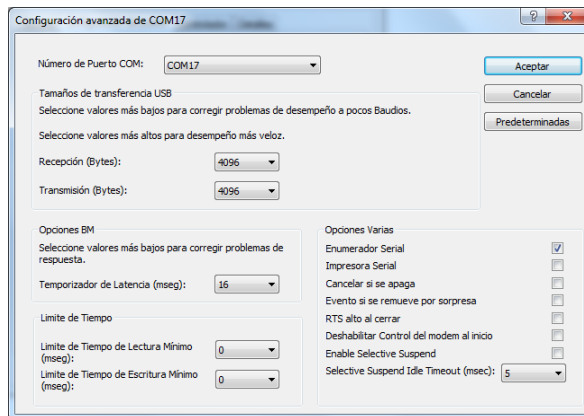 Configuración avanzada de COM17
Número de Puerto COM: COM17
Aceptar
Tamaños de transferencia USB
Cancelar
Seleccione valores más bajos para corregir problemas de desempeño a pocos Baudios.
Predeterminadas
Seleccione valores más altos para desempeño más veloz.
Recepción (Bytes): 4096
Transmisión (Bytes): 4096
Opciones BM
Seleccione valores más bajos para corregir problemas de
respuesta.
Temporizador de Latencia (mseg): 16
Limite de Tiempo
Limite de Tiempo de Lectura Mínimo
(mseg): 0
Limite de Tiempo de Escritura Mínimo
(mseg): 0
Opciones Varias
Enumerador Serial
Impresora Serial
Cancelar si se apaga
Evento si se remueve por sorpresa
RTS alto al cerrar
Deshabilitar Control del modem al inicio
Enable Selective Suspend
Selective Suspend Idle Timeout (msec): 5